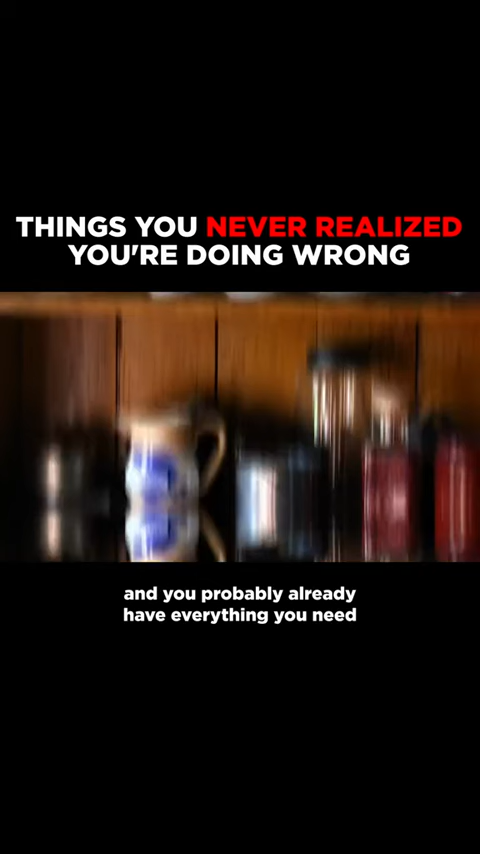 THINGS YOU NEVER REALIZED
YOU'RE DOING WRONG
and you probably already
have everything you need